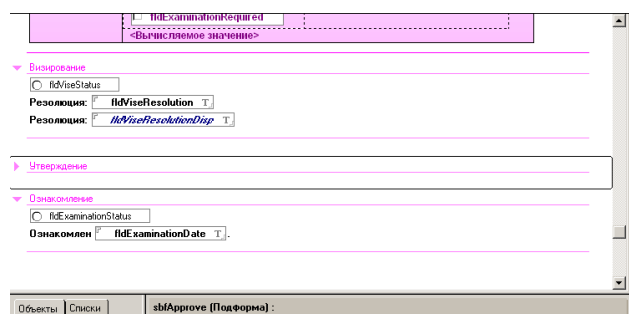 fldExaminationRequired
<Вычисляемое значение>
Визирование
fldViseStatus
Резолюция: fldViseResolution T
Резолюция: fldViseResolutionDisp T
Утверждение
Ознакомление
fldExaminationStatus
Ознакомлен fldExaminationDate T .
Объекты Списки sbfApprove (Подформа) :